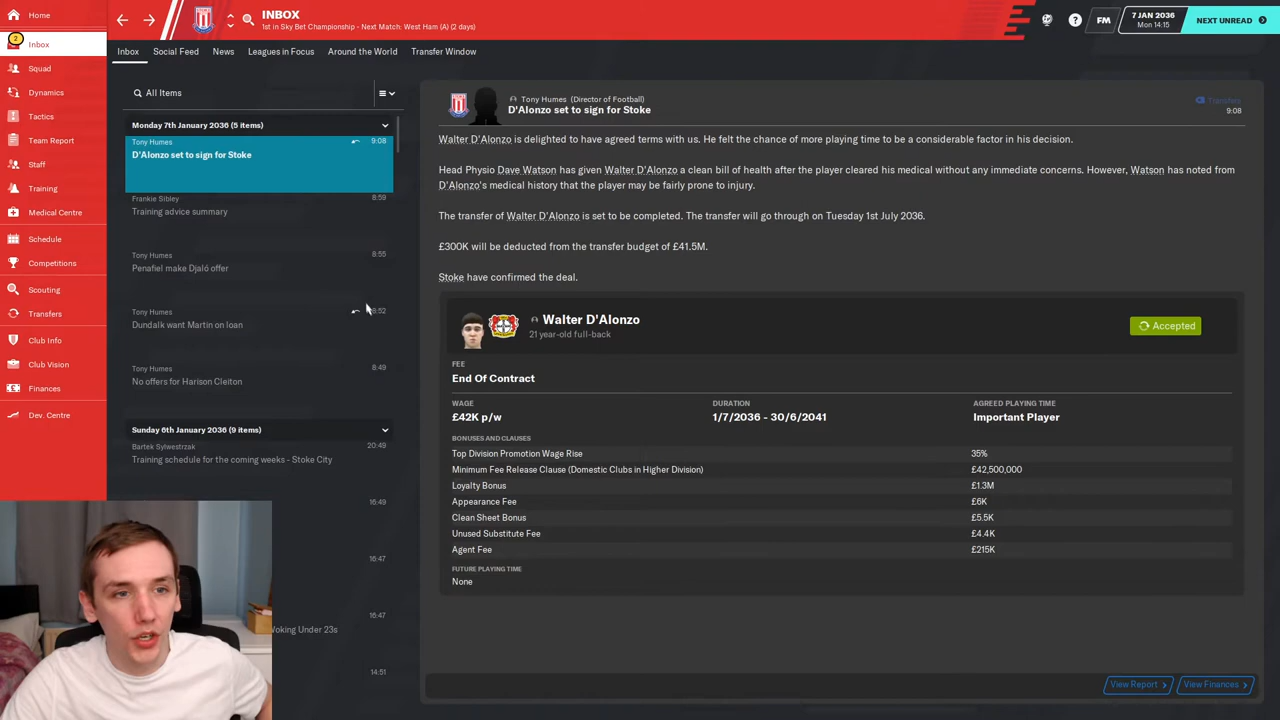 Home
Inbox
2
Squad
Dynamics
Tactics
Team Report
Staff
Training
Medical Centre
Schedule
Competitions
Scouting
Transfers
Club Info
Club Vision
Finances
Dev. Centre
INBOX
1st in Sky Bet Championship - Next Match: West Ham (A) (2 days)
?
FM
7 JAN 2036
Mon 14:15
NEXT UNREAD
Inbox Social Feed News Leagues in Focus Around the World Transfer Window
All Items
Monday 7th January 2036 (5 items)
Tony Humes 9:08
D'Alonzo set to sign for Stoke
Frankie Sibley 8:59
Training advice summary
Tony Humes 8:55
Penafiel make Djaló offer
Tony Humes 8:52
Dundalk want Martin on loan
Tony Humes 8:49
No offers for Harison Cleiton
Sunday 6th January 2036 (9 items)
Bartek Sylwestrzak 20:49
Training schedule for the coming weeks - Stoke City
16:49
16:47
16:47
Woking Under 23s
14:51
Tony Humes (Director of Football)
D'Alonzo set to sign for Stoke
Transfers
9:08
Walter D'Alonzo is delighted to have agreed terms with us. He felt the chance of more playing time to be a considerable factor in his decision.
Head Physio Dave Watson has given Walter D'Alonzo a clean bill of health after the player cleared his medical without any immediate concerns. However, Watson has noted from
D'Alonzo's medical history that the player may be fairly prone to injury.
The transfer of Walter D'Alonzo is set to be completed. The transfer will go through on Tuesday 1st July 2036.
£300K will be deducted from the transfer budget of £41.5M.
Stoke have confirmed the deal.
Walter D'Alonzo
21 year-old full-back
Accepted
FEE
End Of Contract
WAGE DURATION AGREED PLAYING TIME
£42K p/w 1/7/2036 - 30/6/2041 Important Player
BONUSES AND CLAUSES
Top Division Promotion Wage Rise 35%
Minimum Fee Release Clause (Domestic Clubs in Higher Division) £42,500,000
Loyalty Bonus £1.3M
Appearance Fee £6K
Clean Sheet Bonus £5.5K
Unused Substitute Fee £4.4K
Agent Fee £215K
FUTURE PLAYING TIME
None
View Report View Finances